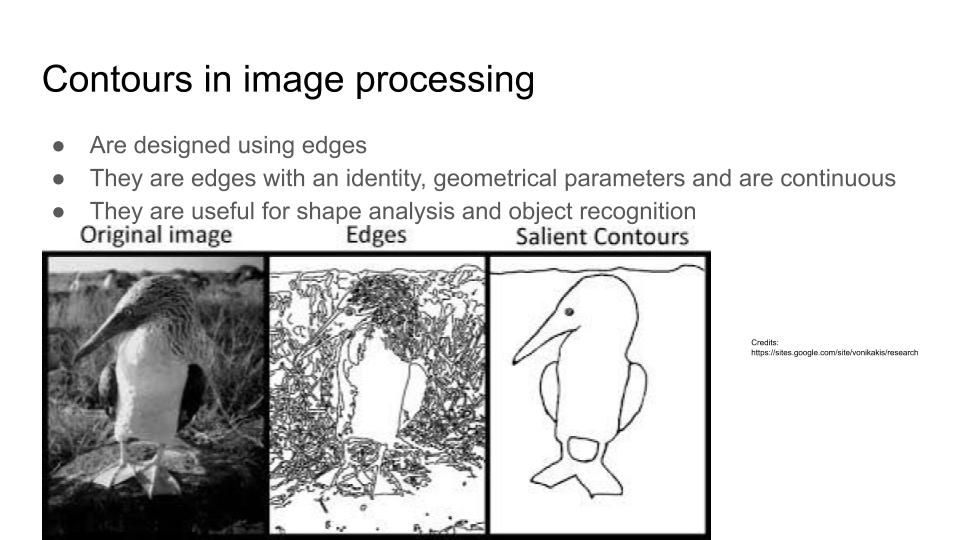 Contours in image processing
● Are designed using edges
● They are edges with an identity, geometrical parameters and are continuous
● They are useful for shape analysis and object recognition
Original image Edges Salient Contours
Credits:
https://sites.google.com/site/vonikakis/research